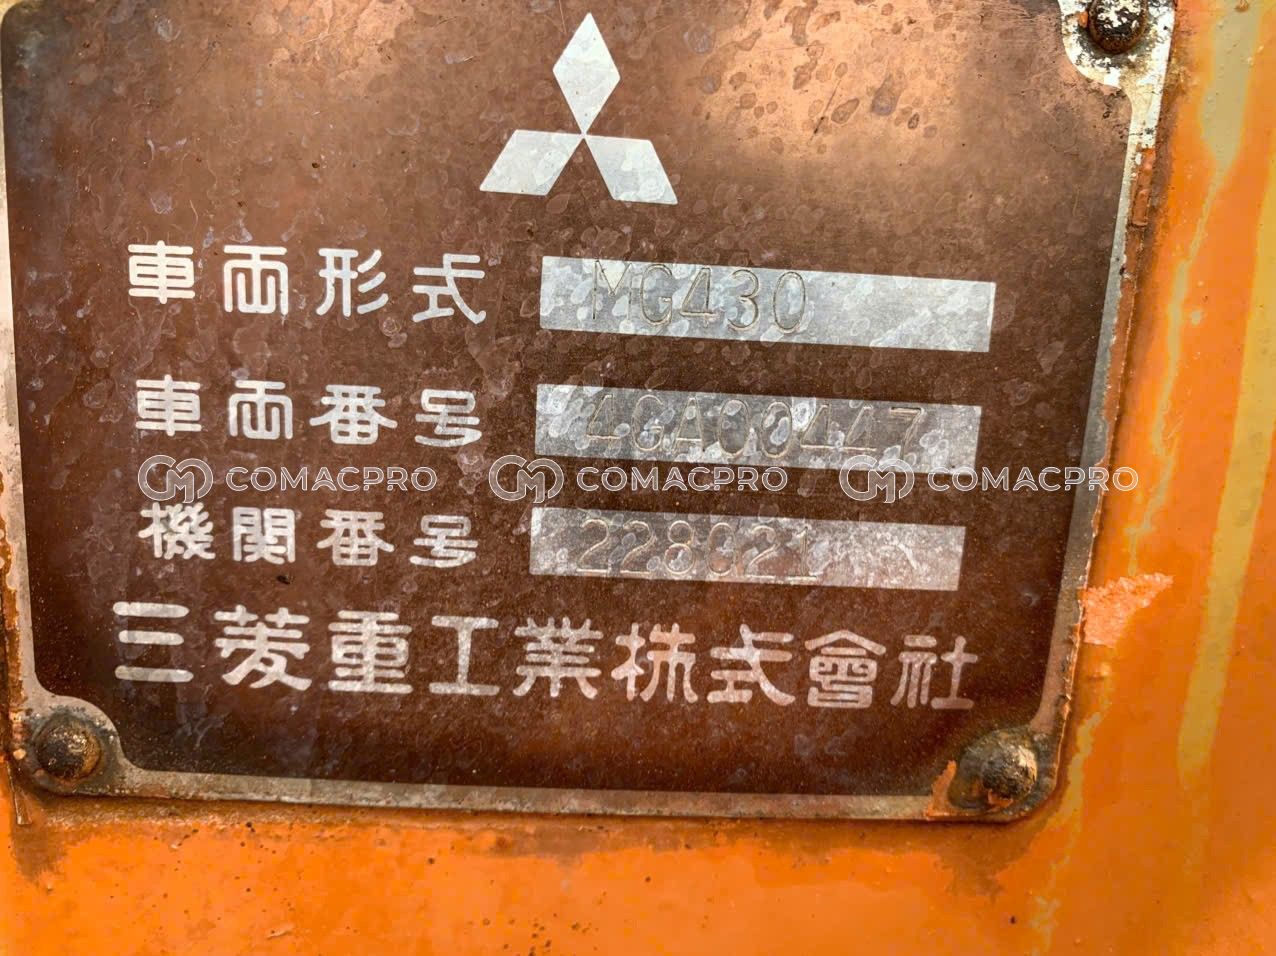 車両形式 MG430
車両番号 4GA00447
COMACPRO COMACPRO COMACPRO
機関番号 228021
三菱重工業株式會社